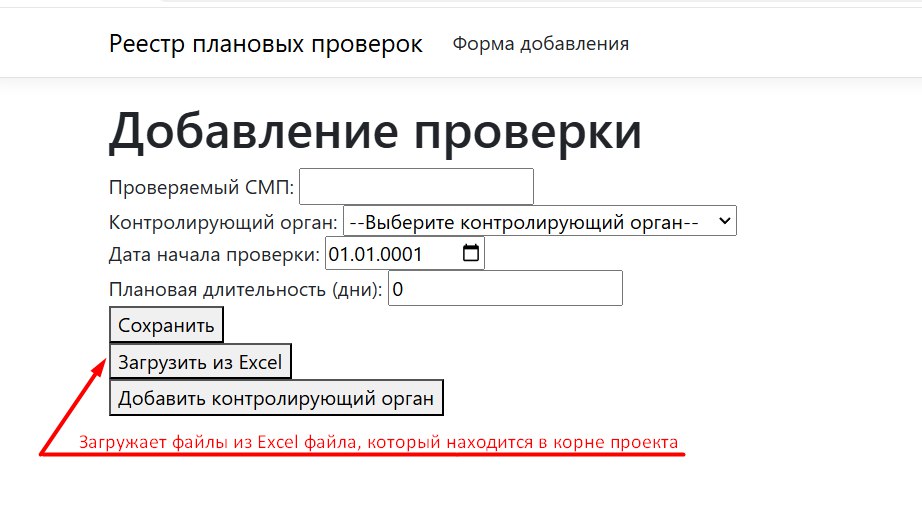 Реестр плановых проверок Форма добавления
Добавление проверки
Проверяемый СМП:
Контролирующий орган: --Выберите контролирующий орган--
Дата начала проверки: 01.01.0001
Плановая длительность (дни): 0
Сохранить
Загрузить из Excel
Добавить контролирующий орган
Загружает файлы из Excel файла, который находится в корне проекта